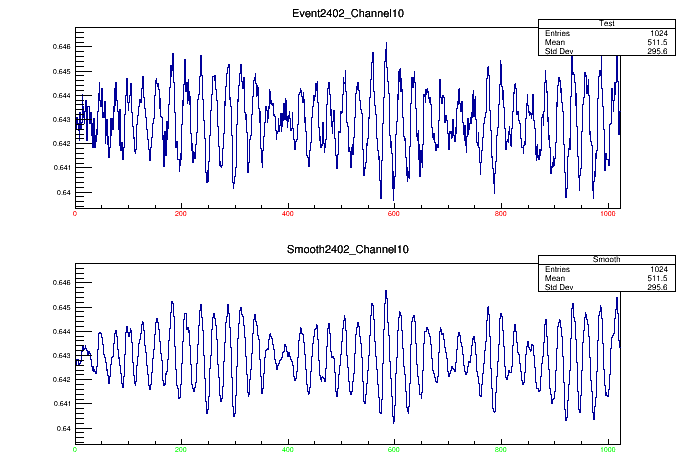 Event2402_Channel10
Test
Entries 1024
Mean 511.5
Std Dev 295.6
0.646
0.645
0.644
0.643
0.642
0.641
0.64
0 200 400 600 800 1000
Smooth2402_Channel10
Smooth
Entries 1024
Mean 511.5
Std Dev 295.6
0.646
0.645
0.644
0.643
0.642
0.641
0.64
0 200 400 600 800 1000